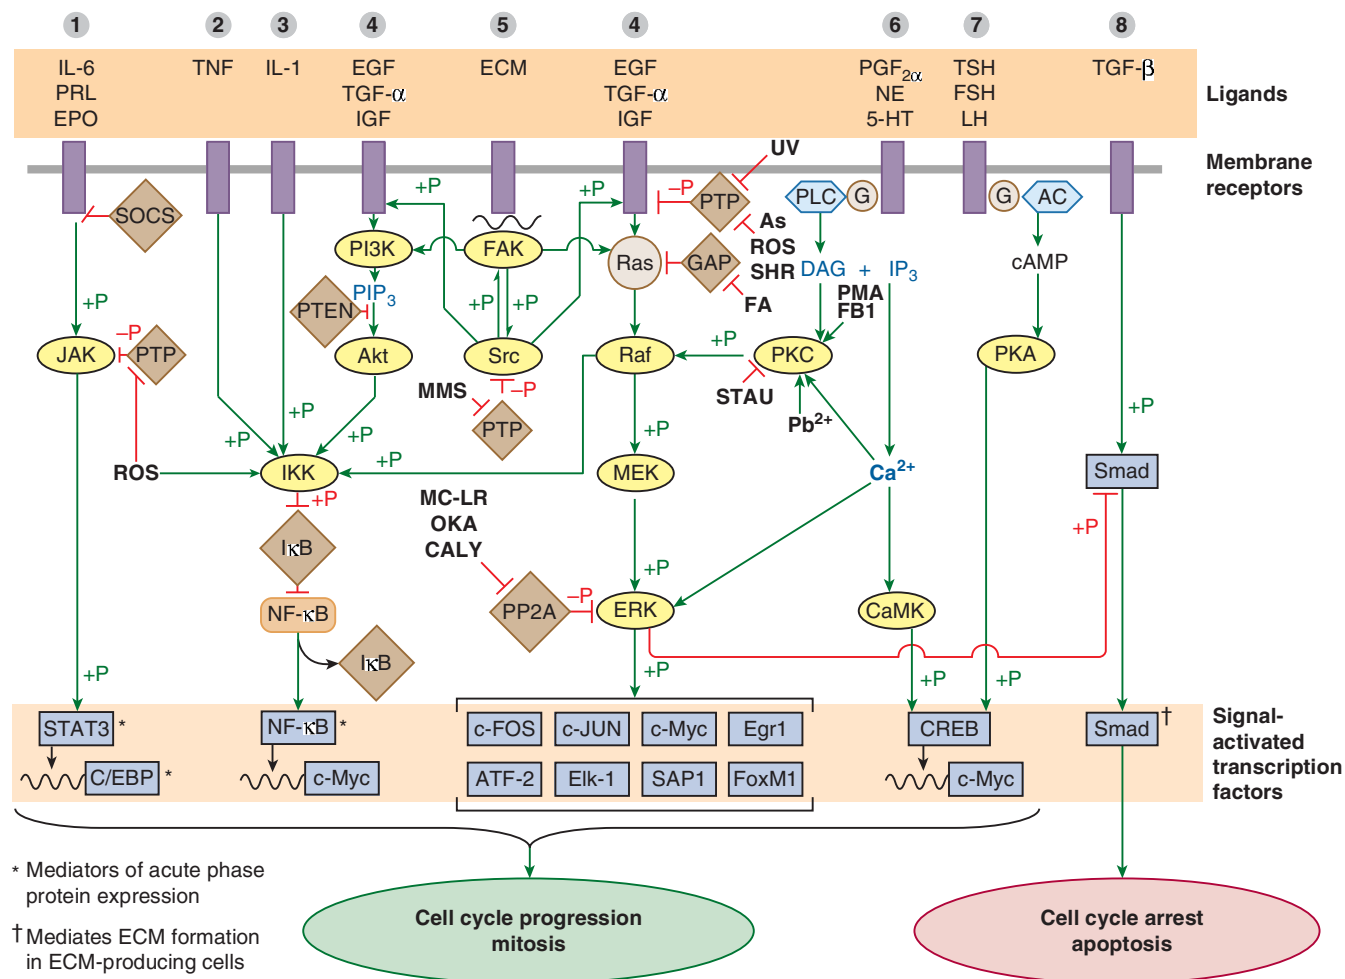 1 2 3 4 5 4 6 7 8
IL-6 TNF IL-1 EGF ECM EGF PGF2α TSH TGF-β
PRL TGF-α TGF-α NE FSH
EPO IGF IGF 5-HT LH
Ligands
Membrane
receptors
UV
+P +P –P
SOCS PTP PLC G G AC
As
ROS
SHR
PI3K FAK Ras GAP
DAG + IP3 cAMP
PIP3
PTEN
FA
PMA
FB1
+P +P +P
–P
JAK PTP Akt Src Raf +P PKC PKA
MMS –P STAU
PTP
Pb2+
+P +P +P +P +P
ROS IKK +P MEK Ca2+ Smad
+P +P
MC-LR
OKA
CALY
IκB
+P
PP2A –P ERK CaMK
NF-κB
IκB
+P +P +P +P
STAT3 * NF-κB * c-FOS c-JUN c-Myc Egr1 CREB Smad †
C/EBP * c-Myc ATF-2 Elk-1 SAP1 FoxM1 c-Myc
Signal-
activated
transcription
factors
* Mediators of acute phase
protein expression
† Mediates ECM formation
in ECM-producing cells
Cell cycle progression
mitosis
Cell cycle arrest
apoptosis